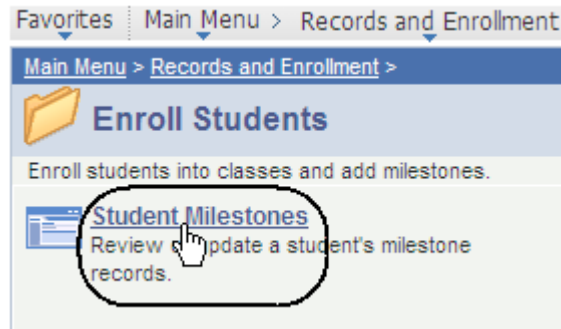 Favorites Main Menu > Records and Enrollment
Main Menu > Records and Enrollment >
Enroll Students
Enroll students into classes and add milestones.
Student Milestones
Review update a student's milestone
records.